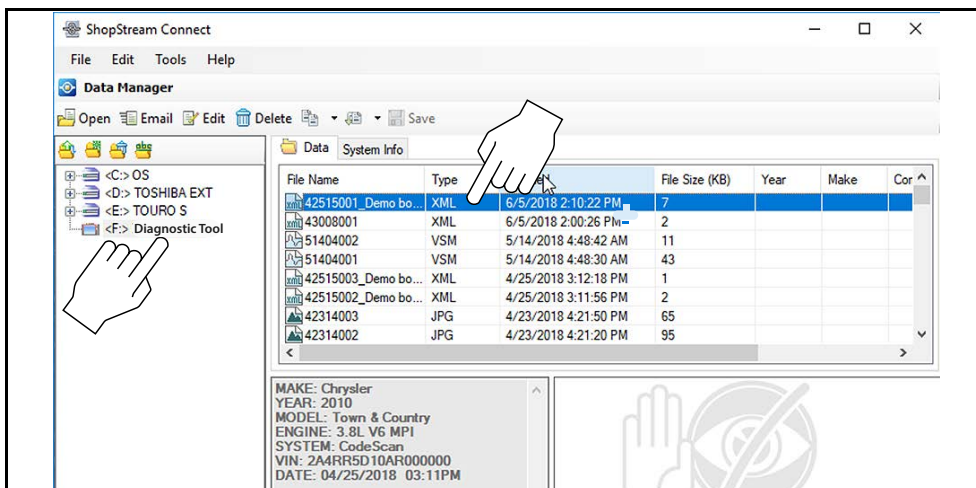 ShopStream Connect
File Edit Tools Help
Data Manager
Open Email Edit Delete Save
Data System Info
<C:> OS
<D:> TOSHIBA EXT
<E:> TOURO S
<F:> Diagnostic Tool
File Name Type File Size (KB) Year Make Cor
42515001_Demo bo... XML 6/5/2018 2:10:22 PM 7
43008001 XML 6/5/2018 2:00:26 PM 2
51404002 VSM 5/14/2018 4:48:42 AM 11
51404001 VSM 5/14/2018 4:48:30 AM 43
42515003_Demo bo... XML 4/25/2018 3:12:18 PM 1
42515002_Demo bo... XML 4/25/2018 3:11:56 PM 2
42314003 JPG 4/23/2018 4:21:50 PM 65
42314002 JPG 4/23/2018 4:21:20 PM 95
MAKE: Chrysler
YEAR: 2010
MODEL: Town & Country
ENGINE: 3.8L V6 MPI
SYSTEM: CodeScan
VIN: 2A4RR5D10AR000000
DATE: 04/25/2018 03:11PM